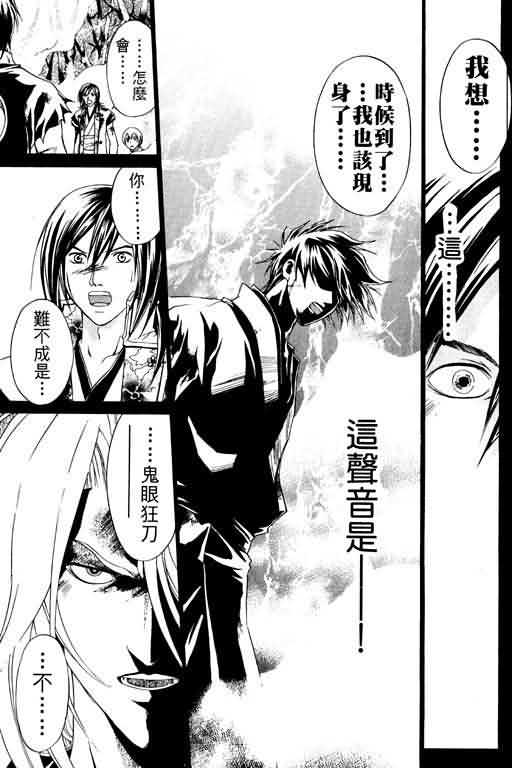 我想⋯⋯
⋯這⋯⋯⋯⋯
時候到了⋯
⋯我也該現
身了⋯⋯
這聲音是——！
⋯⋯怎麼
會⋯⋯
你⋯⋯
難不成是⋯
⋯⋯鬼眼狂刀——
⋯不⋯⋯